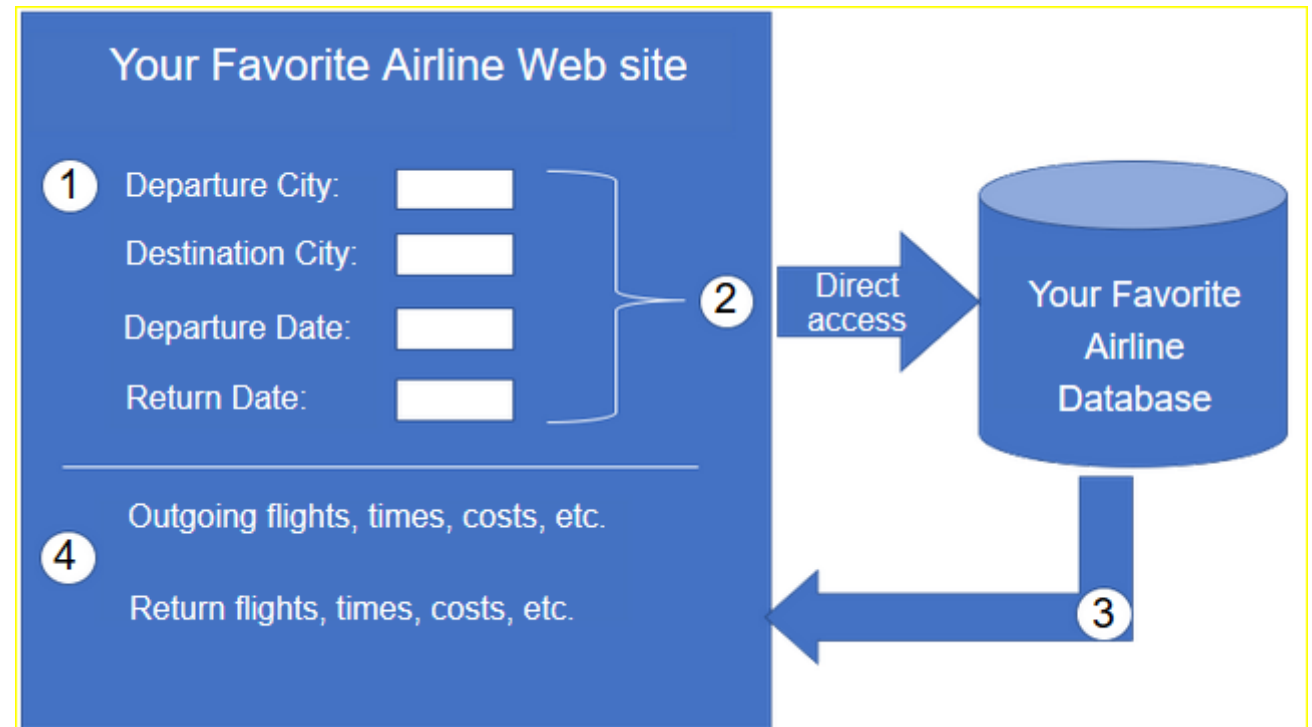 Your Favorite Airline Web site
1
Departure City:
Destination City:
Departure Date:
Return Date:
2
Direct
access
Your Favorite
Airline
Database
4
Outgoing flights, times, costs, etc.
Return flights, times, costs, etc.
3